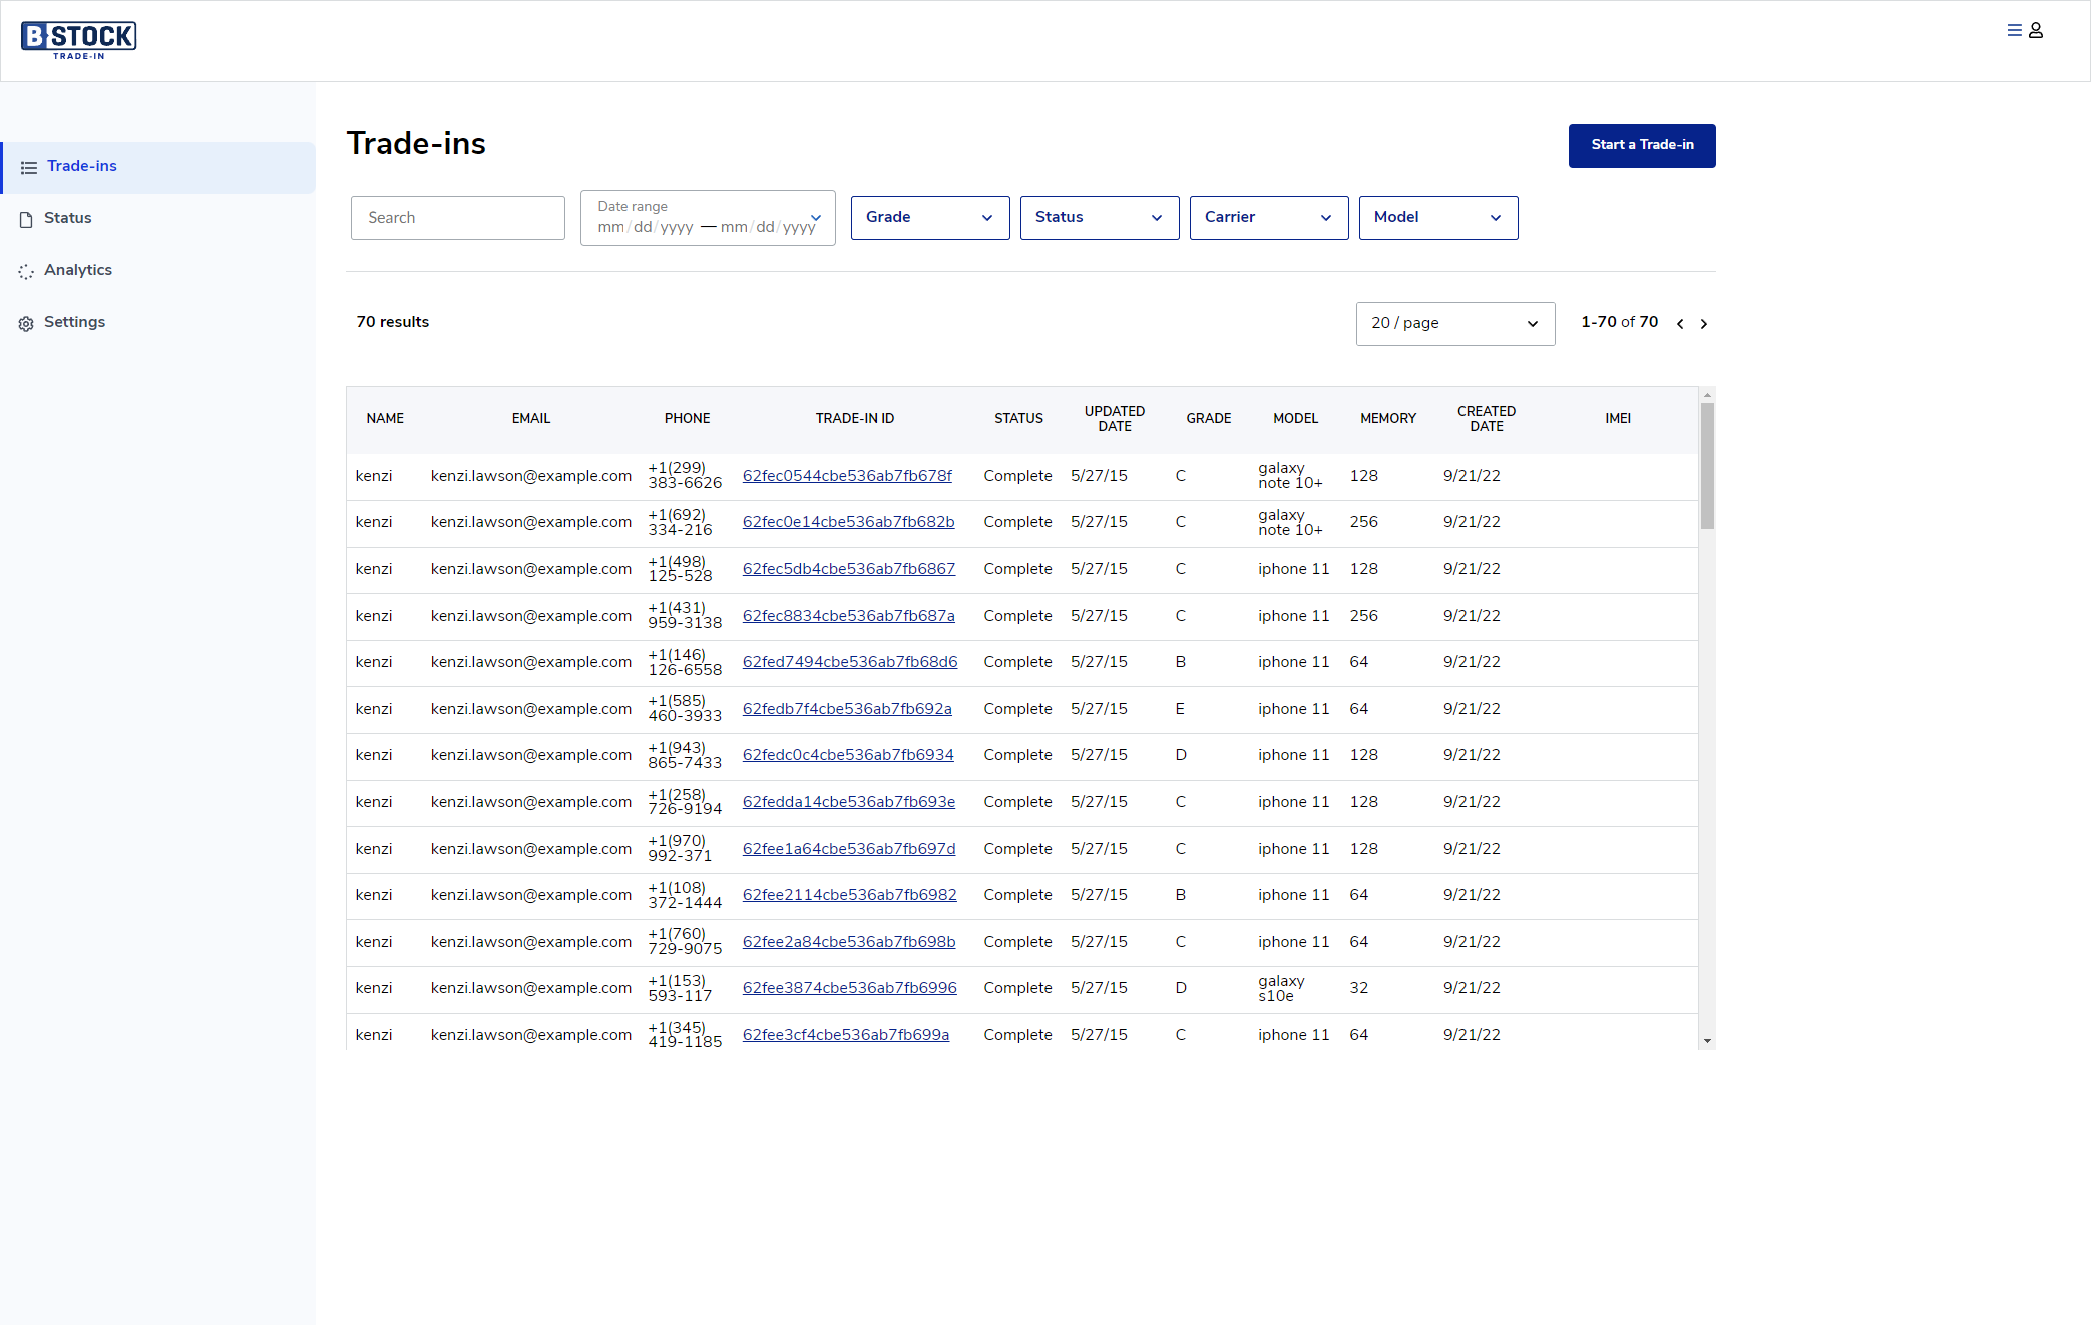 B STOCK
TRADE-IN
Trade-ins
Status
Analytics
Settings
Trade-ins
Start a Trade-in
Search
Date range
mm/dd/yyyy — mm/dd/yyyy
Grade
Status
Carrier
Model
70 results
20 / page
1-70 of 70
NAME EMAIL PHONE TRADE-IN ID STATUS UPDATED DATE GRADE MODEL MEMORY CREATED DATE IMEI
kenzi kenzi.lawson@example.com +1(299) 383-6626 62fec0544cbe536ab7fb678f Complete 5/27/15 C galaxy note 10+ 128 9/21/22
kenzi kenzi.lawson@example.com +1(692) 334-216 62fec0e14cbe536ab7fb682b Complete 5/27/15 C galaxy note 10+ 256 9/21/22
kenzi kenzi.lawson@example.com +1(498) 125-528 62fec5db4cbe536ab7fb6867 Complete 5/27/15 C iphone 11 128 9/21/22
kenzi kenzi.lawson@example.com +1(431) 959-3138 62fec8834cbe536ab7fb687a Complete 5/27/15 C iphone 11 256 9/21/22
kenzi kenzi.lawson@example.com +1(146) 126-6558 62fed7494cbe536ab7fb68d6 Complete 5/27/15 B iphone 11 64 9/21/22
kenzi kenzi.lawson@example.com +1(585) 460-3933 62fedb7f4cbe536ab7fb692a Complete 5/27/15 E iphone 11 64 9/21/22
kenzi kenzi.lawson@example.com +1(943) 865-7433 62fedc0c4cbe536ab7fb6934 Complete 5/27/15 D iphone 11 128 9/21/22
kenzi kenzi.lawson@example.com +1(258) 726-9194 62fedda14cbe536ab7fb693e Complete 5/27/15 C iphone 11 128 9/21/22
kenzi kenzi.lawson@example.com +1(970) 992-371 62fee1a64cbe536ab7fb697d Complete 5/27/15 C iphone 11 128 9/21/22
kenzi kenzi.lawson@example.com +1(108) 372-1444 62fee2114cbe536ab7fb6982 Complete 5/27/15 B iphone 11 64 9/21/22
kenzi kenzi.lawson@example.com +1(760) 729-9075 62fee2a84cbe536ab7fb698b Complete 5/27/15 C iphone 11 64 9/21/22
kenzi kenzi.lawson@example.com +1(153) 593-117 62fee3874cbe536ab7fb6996 Complete 5/27/15 D galaxy s10e 32 9/21/22
kenzi kenzi.lawson@example.com +1(345) 419-1185 62fee3cf4cbe536ab7fb699a Complete 5/27/15 C iphone 11 64 9/21/22